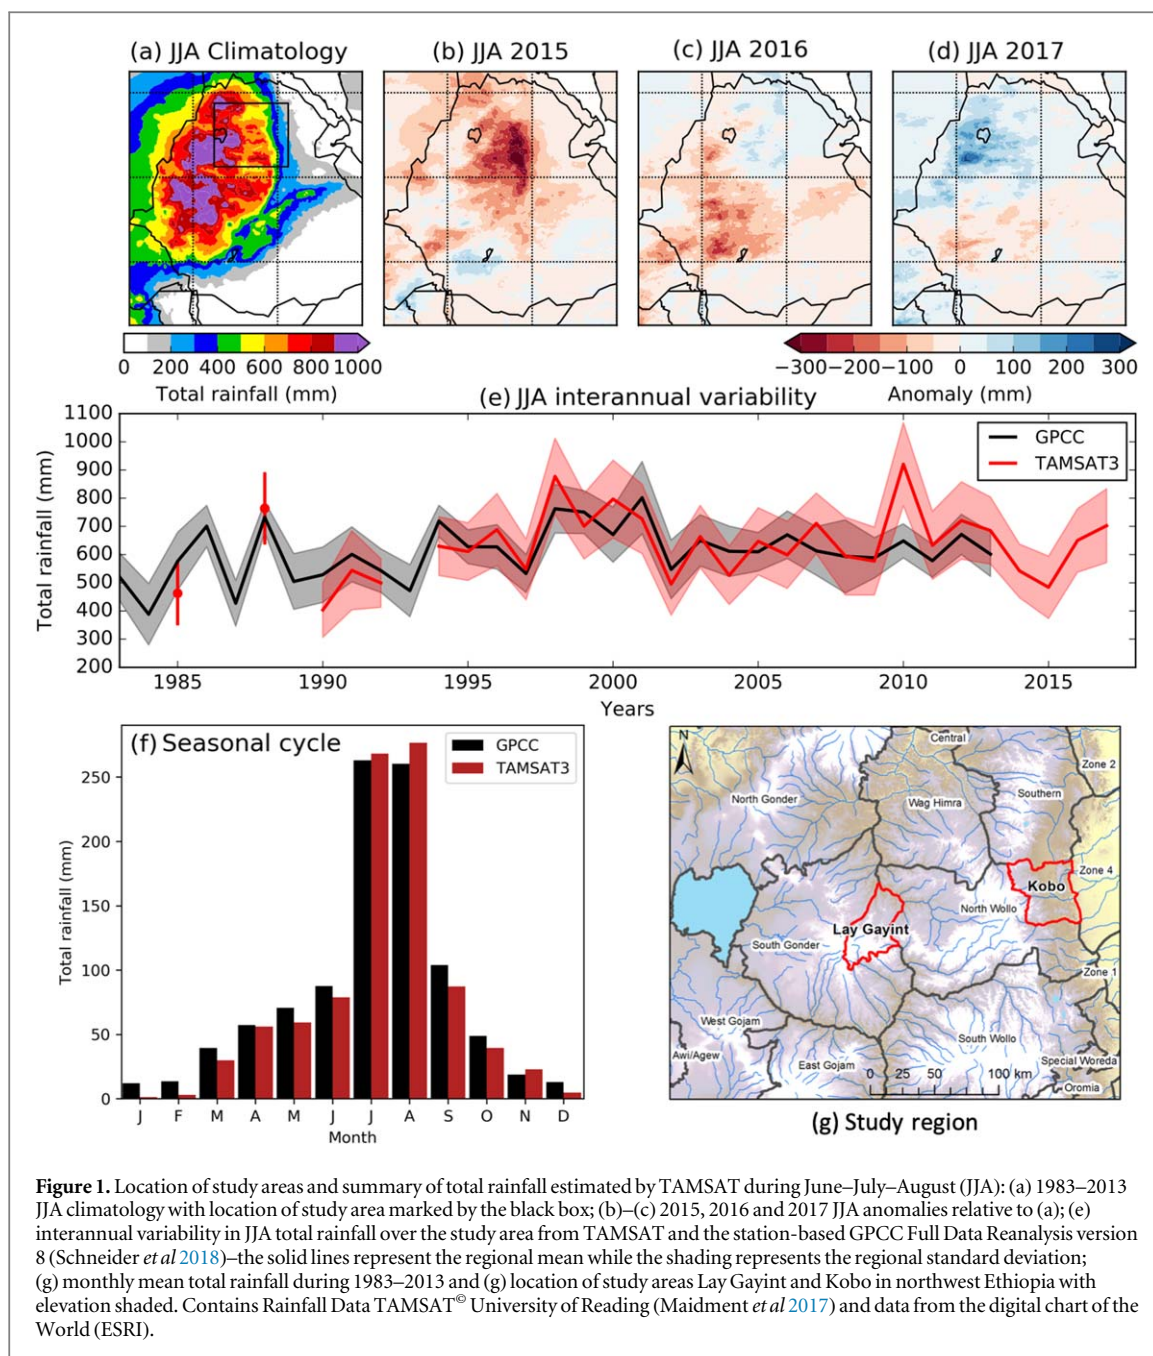 (a) JJA Climatology
(b) JJA 2015
(c) JJA 2016
(d) JJA 2017
0 200 400 600 800 1000
Total rainfall (mm)
−300 −200 −100 0 100 200 300
Anomaly (mm)
(e) JJA interannual variability
1100
1000
900
800
700
600
500
400
300
200
Total rainfall (mm)
GPCC
TAMSAT3
1985 1990 1995 2000 2005 2010 2015
Years
(f) Seasonal cycle
GPCC
TAMSAT3
250
200
150
100
50
0
Total rainfall (mm)
J F M A M J J A S O N D
Month
N
Central
Zone 2
North Gonder
Wag Himra
Southern
Zone 4
Kobo
North Wollo
Lay Gayint
South Gonder
Zone 1
West Gojam
South Wollo
Awi/Agew
East Gojam
Special Woreda
0 25 50 100 km
Oromia
(g) Study region
Figure 1. Location of study areas and summary of total rainfall estimated by TAMSAT during June–July–August (JJA): (a) 1983–2013
JJA climatology with location of study area marked by the black box; (b)–(c) 2015, 2016 and 2017 JJA anomalies relative to (a); (e)
interannual variability in JJA total rainfall over the study area from TAMSAT and the station-based GPCC Full Data Reanalysis version
8 (Schneider et al 2018)–the solid lines represent the regional mean while the shading represents the regional standard deviation;
(g) monthly mean total rainfall during 1983–2013 and (g) location of study areas Lay Gayint and Kobo in northwest Ethiopia with
elevation shaded. Contains Rainfall Data TAMSAT© University of Reading (Maidment et al 2017) and data from the digital chart of the
World (ESRI).